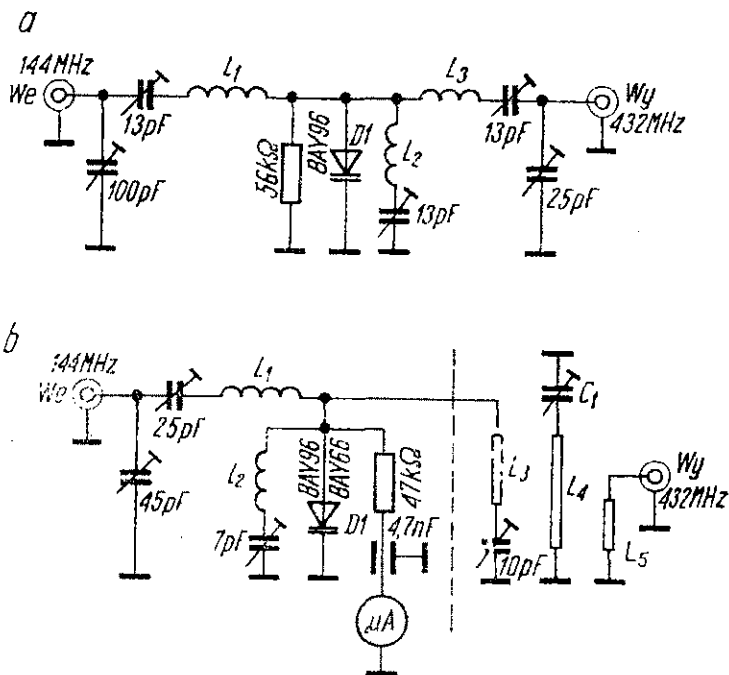 a
144MHz
We
13pF
100pF
L1
56kΩ
BAY96
D1
L2
13pF
L3
13pF
25pF
Wy
432MHz
b
144MHz
We
25pF
45pF
L1
L2
7pF
BAY96
BAY66
D1
47kΩ
4,7nF
µA
L3
10pF
C1
L4
L5
Wy
432MHz